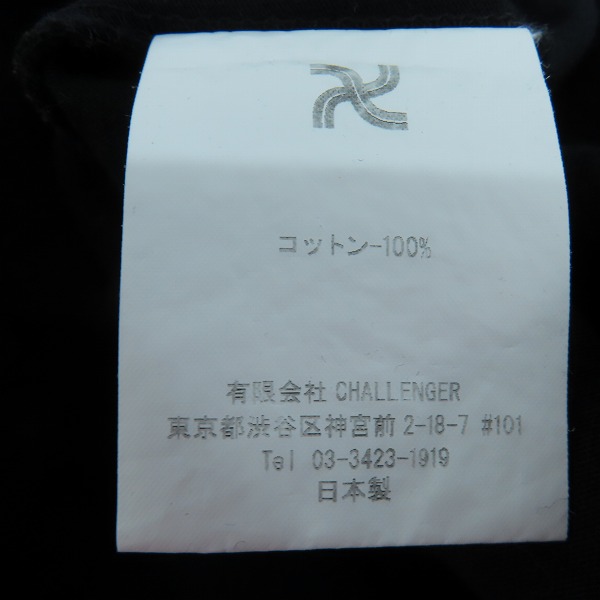 コットン-100%
有限会社 CHALLENGER
東京都渋谷区神宮前 2-18-7 #101
Tel 03-3423-1919
日本製